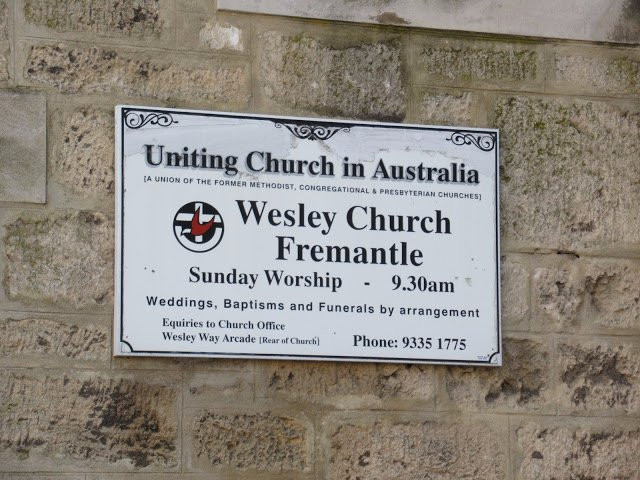 Uniting Church in Australia
[A UNION OF THE FORMER METHODIST, CONGREGATIONAL & PRESBYTERIAN CHURCHES]
Wesley Church
Fremantle
Sunday Worship - 9.30am
Weddings, Baptisms and Funerals by arrangement
Equiries to Church Office
Wesley Way Arcade [Rear of Church] Phone: 9335 1775